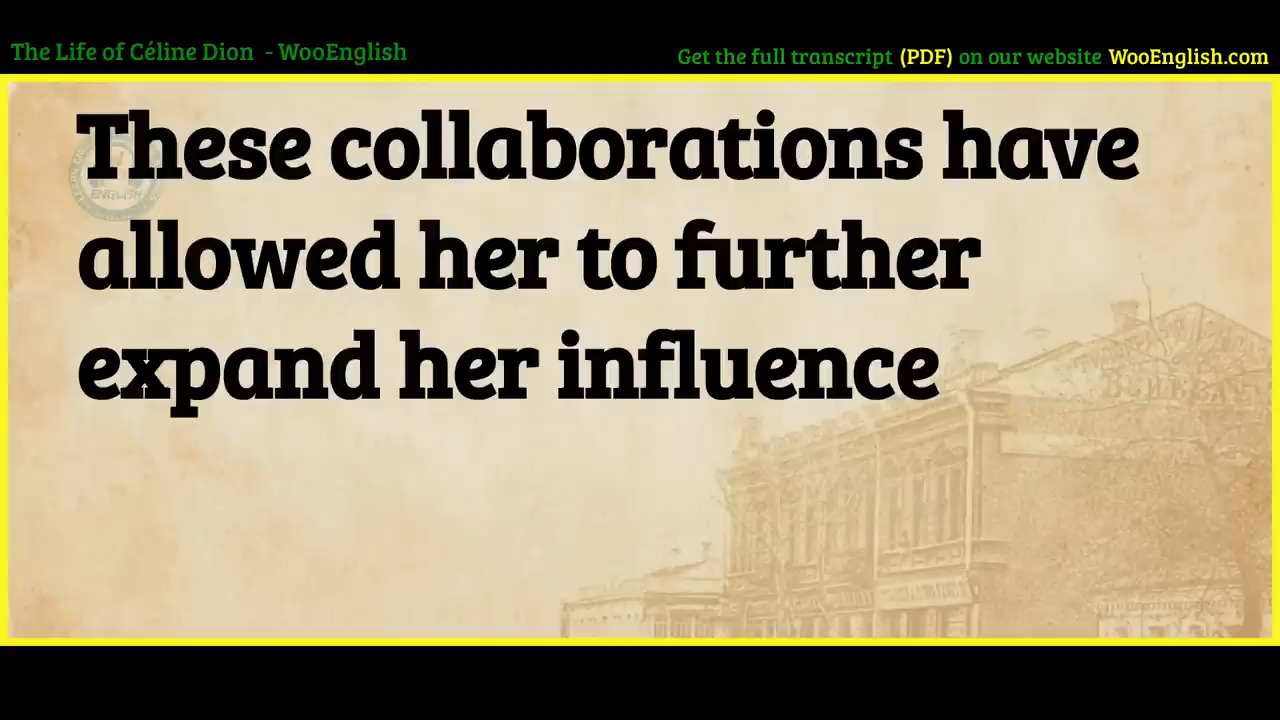 The Life of Céline Dion - WooEnglish
Get the full transcript (PDF) on our website WooEnglish.com
These collaborations have
allowed her to further
expand her influence
ENGLISH